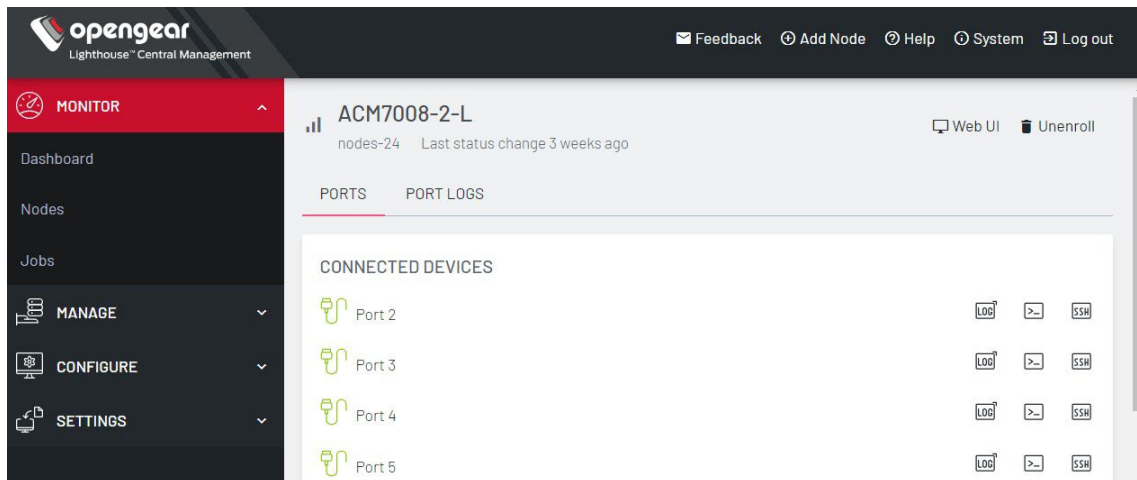 opengear
Lighthouse™ Central Management
Feedback Add Node Help System Log out
MONITOR
Dashboard
Nodes
Jobs
MANAGE
CONFIGURE
SETTINGS
ACM7008-2-L
Web UI Unenroll
nodes-24 Last status change 3 weeks ago
PORTS PORT LOGS
CONNECTED DEVICES
Port 2 LOG >_ SSH
Port 3 LOG >_ SSH
Port 4 LOG >_ SSH
Port 5 LOG >_ SSH